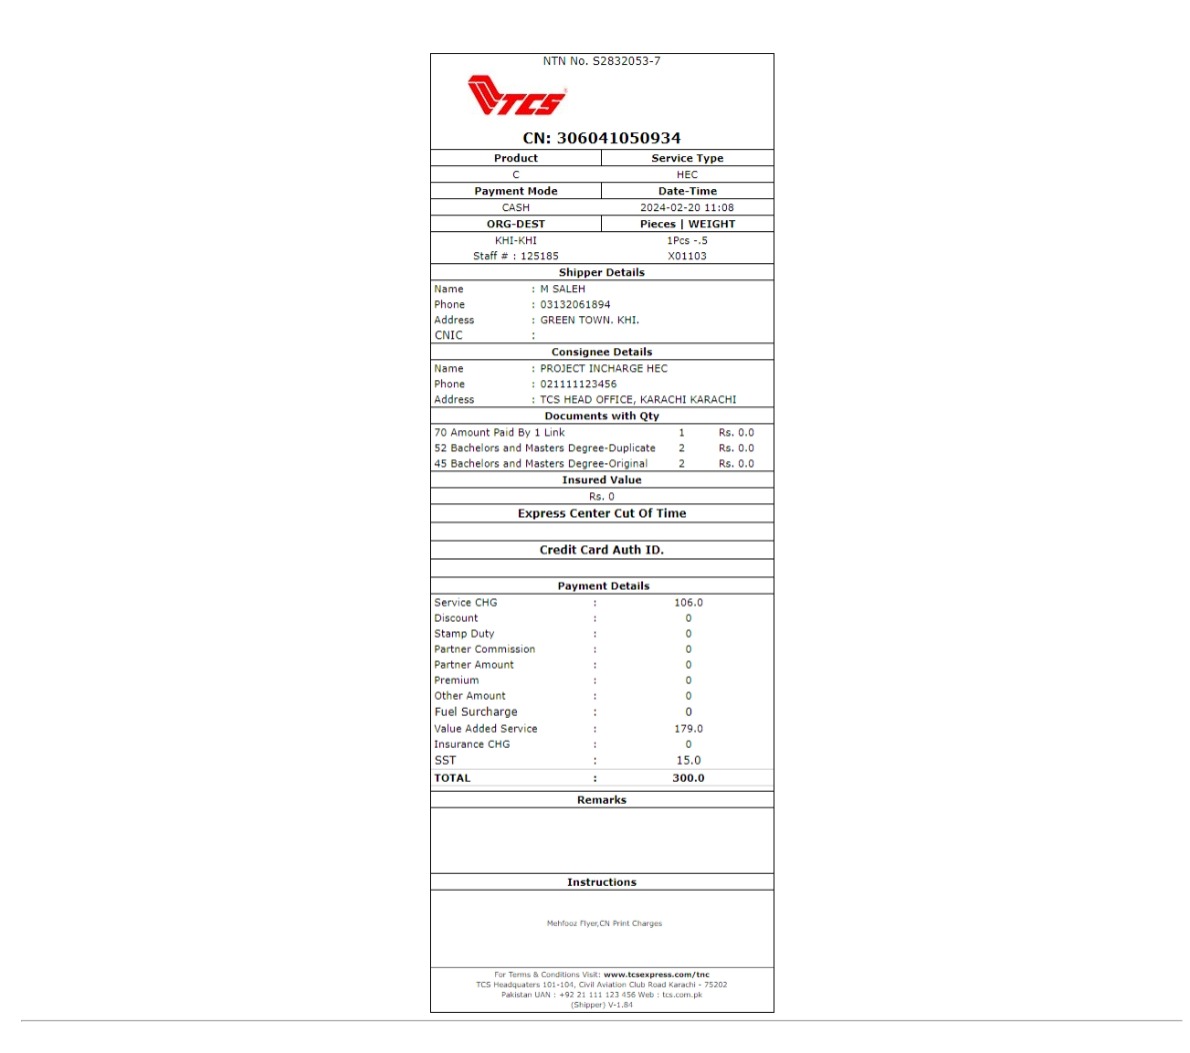 NTN No. S2832053-7
TCS
CN: 306041050934
Product Service Type
C HEC
Payment Mode Date-Time
CASH 2024-02-20 11:08
ORG-DEST Pieces | WEIGHT
KHI-KHI 1Pcs -.5
Staff # : 125185 X01103
Shipper Details
Name : M SALEH
Phone : 03132061894
Address : GREEN TOWN. KHI.
CNIC :
Consignee Details
Name : PROJECT INCHARGE HEC
Phone : 021111123456
Address : TCS HEAD OFFICE, KARACHI KARACHI
Documents with Qty
70 Amount Paid By 1 Link 1 Rs. 0.0
52 Bachelors and Masters Degree-Duplicate 2 Rs. 0.0
45 Bachelors and Masters Degree-Original 2 Rs. 0.0
Insured Value
Rs. 0
Express Center Cut Of Time
Credit Card Auth ID.
Payment Details
Service CHG : 106.0
Discount : 0
Stamp Duty : 0
Partner Commission : 0
Partner Amount : 0
Premium : 0
Other Amount : 0
Fuel Surcharge : 0
Value Added Service : 179.0
Insurance CHG : 0
SST : 15.0
TOTAL : 300.0
Remarks
Instructions
Mehfooz Flyer,CN Print Charges
For Terms & Conditions Visit: www.tcsexpress.com/tnc
TCS Headquaters 101-104, Civil Aviation Club Road Karachi - 75202
Pakistan UAN : +92 21 111 123 456 Web : tcs.com.pk
(Shipper) V-1.84